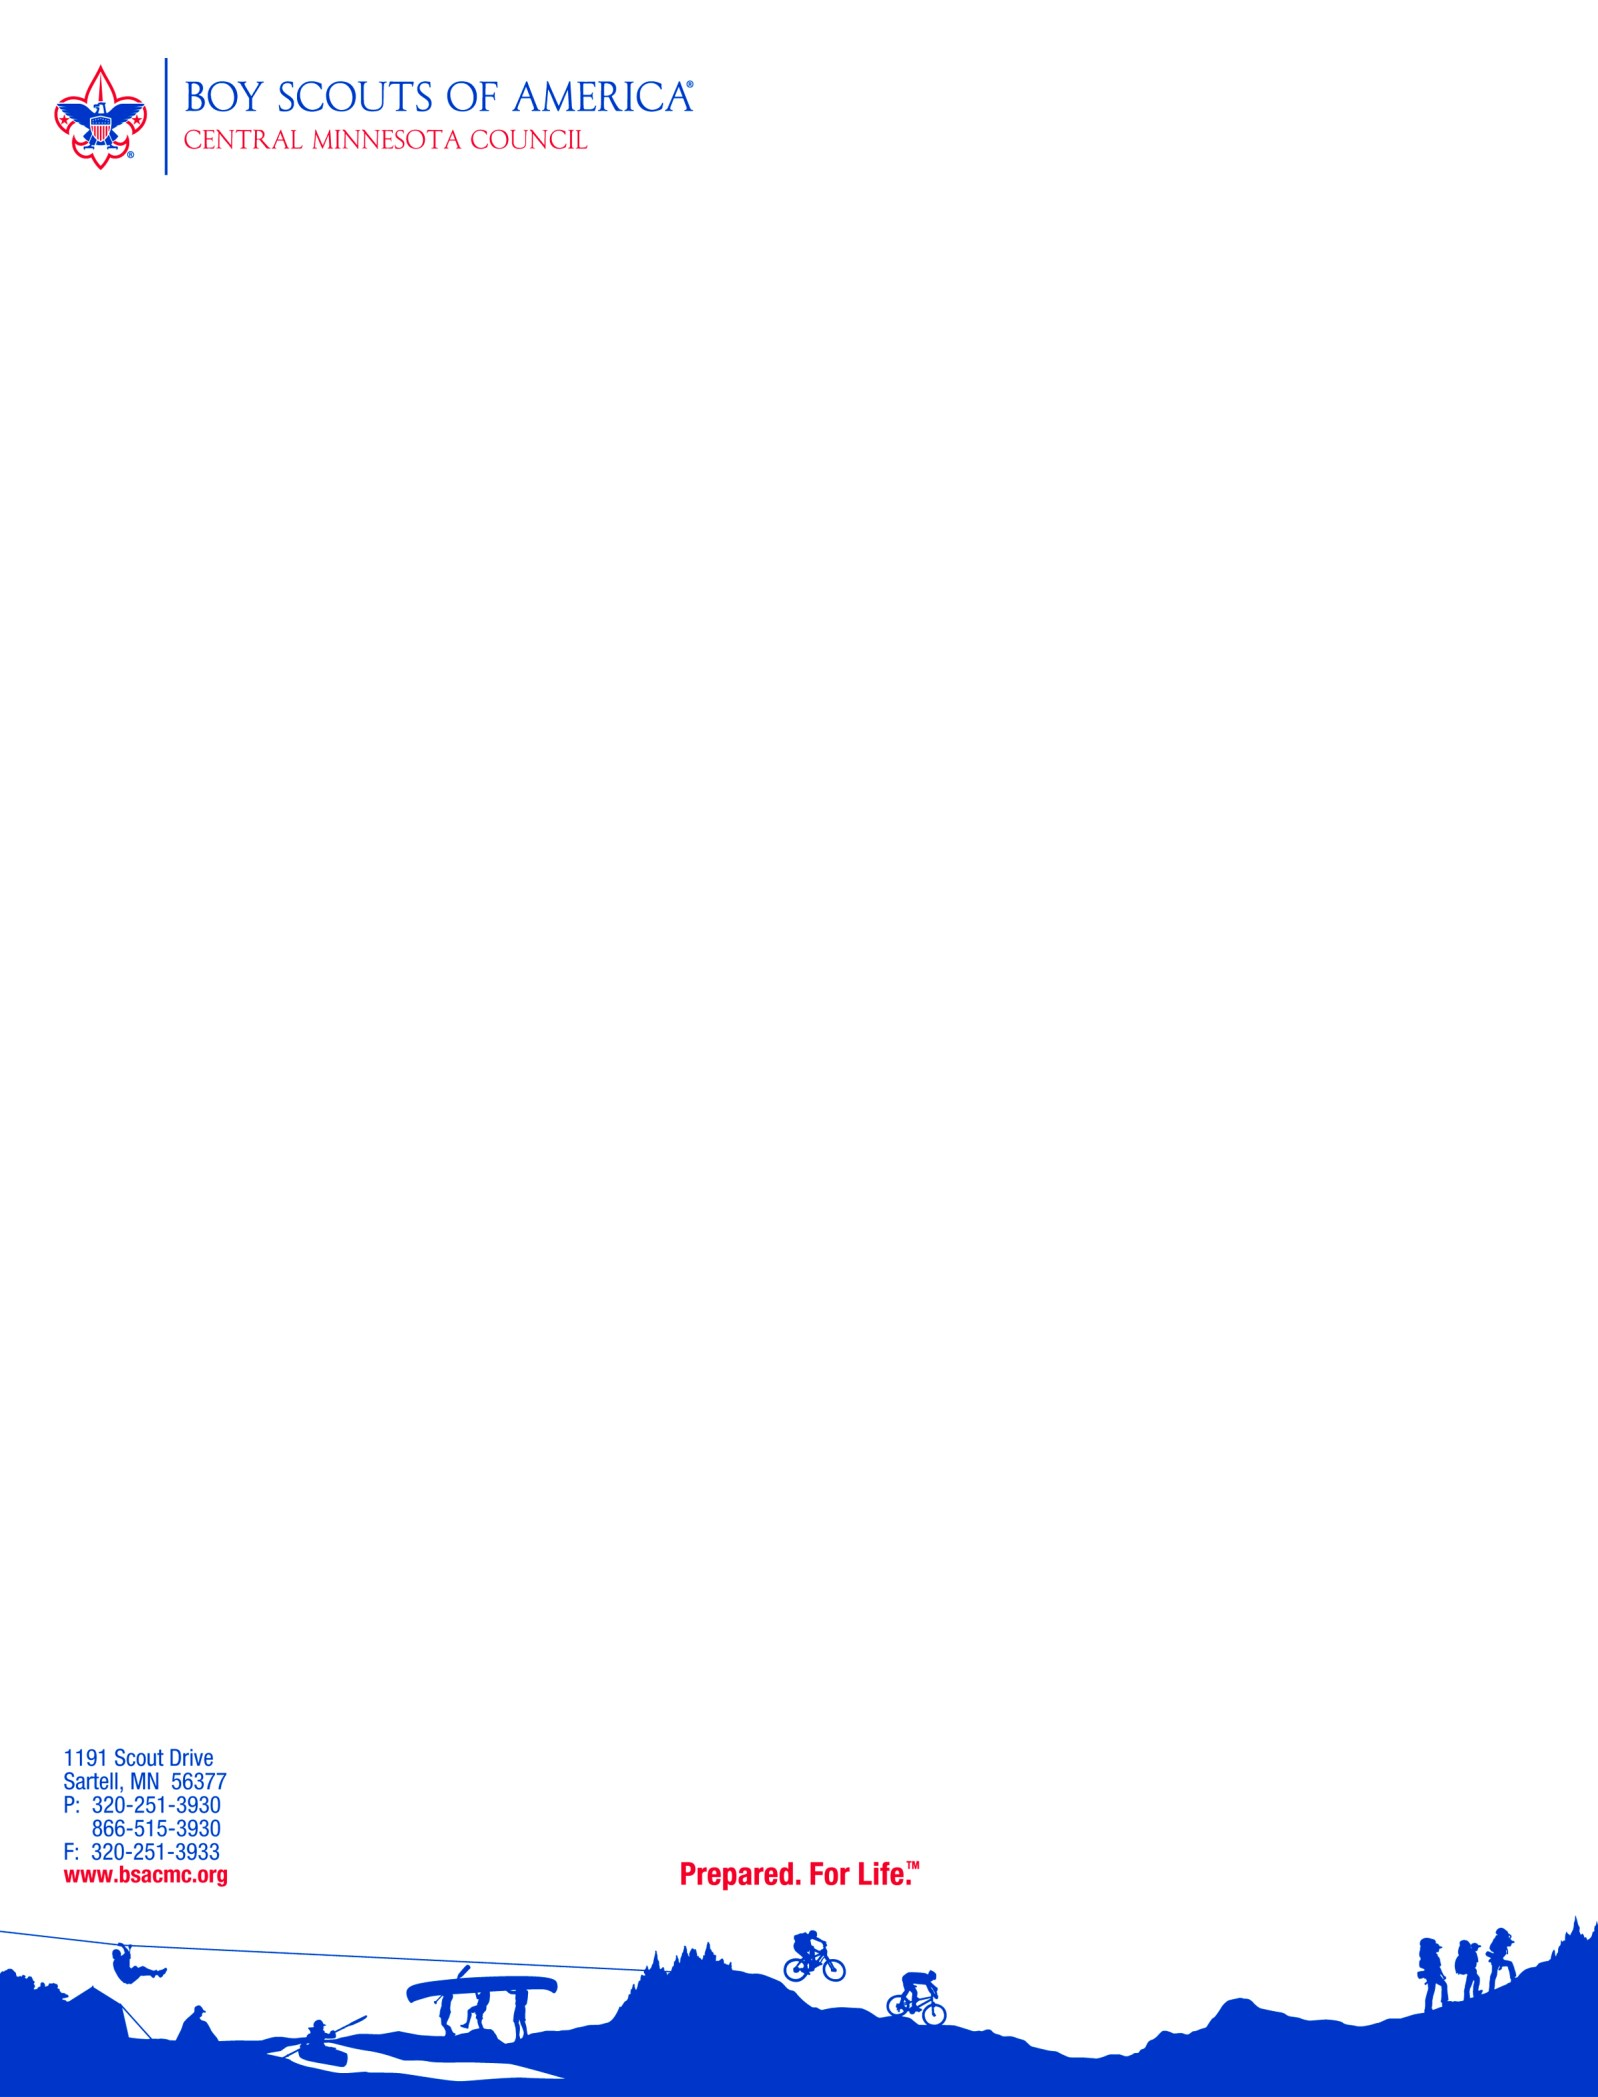 BOY SCOUTS OF AMERICA®
CENTRAL MINNESOTA COUNCIL
®
1191 Scout Drive
Sartell, MN 56377
P: 320-251-3930
866-515-3930
F: 320-251-3933
www.bsacmc.org
Prepared. For Life.™